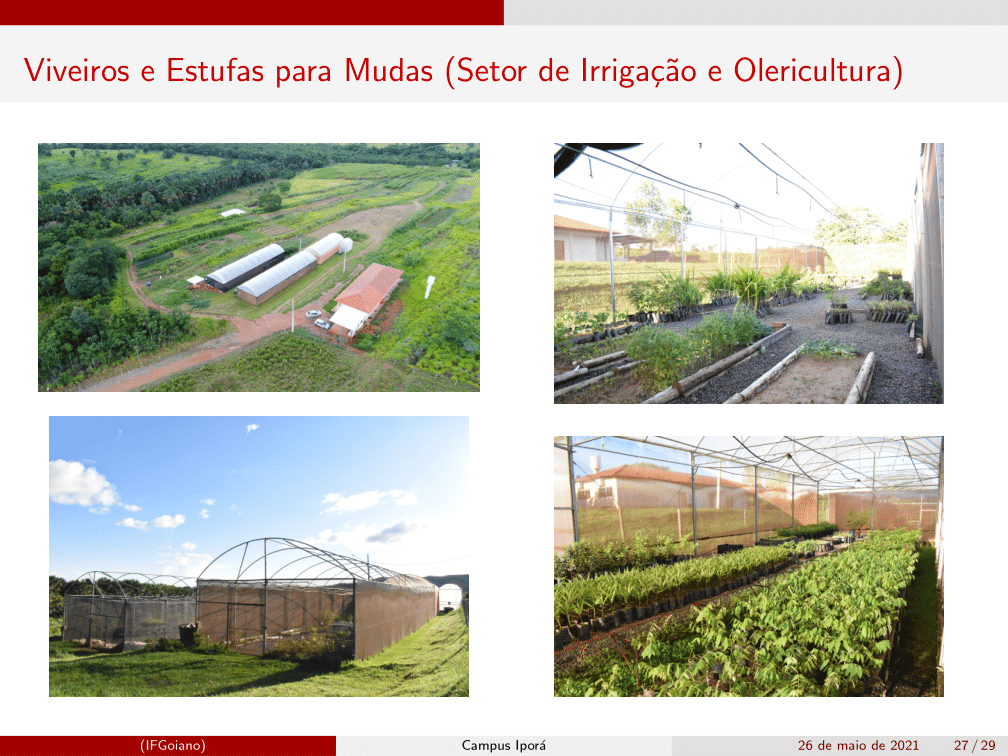 Viveiros e Estufas para Mudas (Setor de Irrigação e Olericultura)
(IFGoiano)
Campus Iporá
26 de maio de 2021
27 / 29